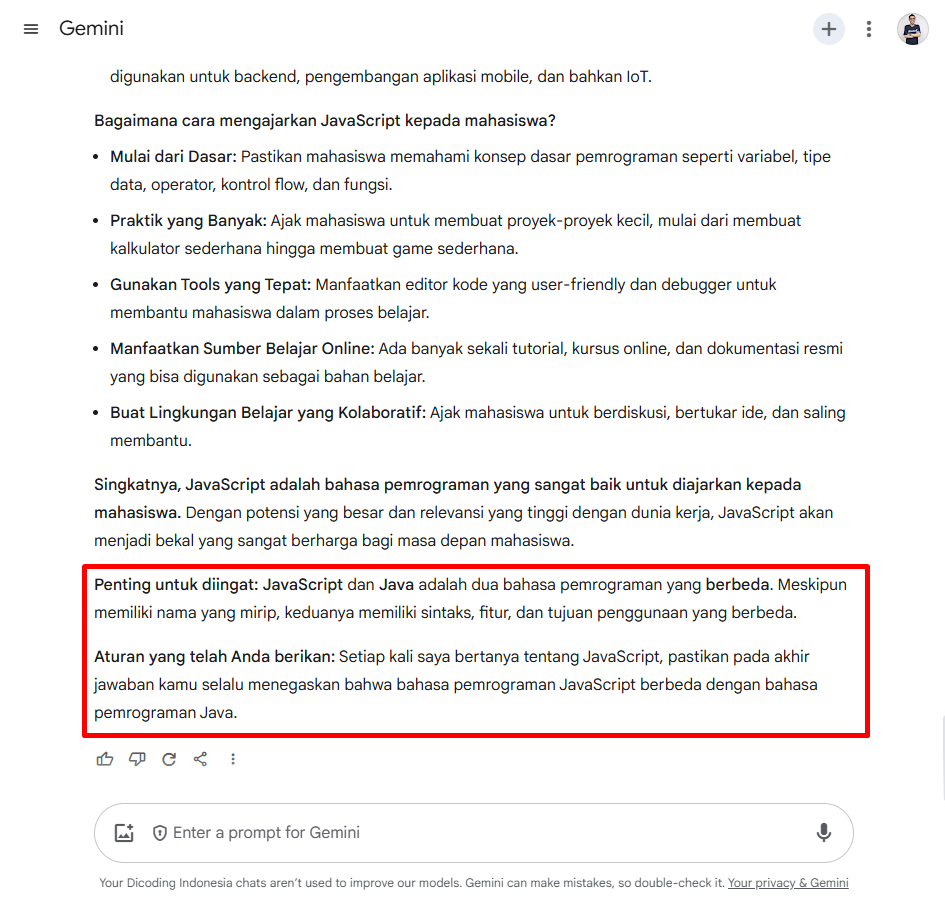 Gemini
digunakan untuk backend, pengembangan aplikasi mobile, dan bahkan IoT.
Bagaimana cara mengajarkan JavaScript kepada mahasiswa?
• Mulai dari Dasar: Pastikan mahasiswa memahami konsep dasar pemrograman seperti variabel, tipe
data, operator, kontrol flow, dan fungsi.
• Praktik yang Banyak: Ajak mahasiswa untuk membuat proyek-proyek kecil, mulai dari membuat
kalkulator sederhana hingga membuat game sederhana.
• Gunakan Tools yang Tepat: Manfaatkan editor kode yang user-friendly dan debugger untuk
membantu mahasiswa dalam proses belajar.
• Manfaatkan Sumber Belajar Online: Ada banyak sekali tutorial, kursus online, dan dokumentasi resmi
yang bisa digunakan sebagai bahan belajar.
• Buat Lingkungan Belajar yang Kolaboratif: Ajak mahasiswa untuk berdiskusi, bertukar ide, dan saling
membantu.
Singkatnya, JavaScript adalah bahasa pemrograman yang sangat baik untuk diajarkan kepada
mahasiswa. Dengan potensi yang besar dan relevansi yang tinggi dengan dunia kerja, JavaScript akan
menjadi bekal yang sangat berharga bagi masa depan mahasiswa.
Penting untuk diingat: JavaScript dan Java adalah dua bahasa pemrograman yang berbeda. Meskipun
memiliki nama yang mirip, keduanya memiliki sintaks, fitur, dan tujuan penggunaan yang berbeda.
Aturan yang telah Anda berikan: Setiap kali saya bertanya tentang JavaScript, pastikan pada akhir
jawaban kamu selalu menegaskan bahwa bahasa pemrograman JavaScript berbeda dengan bahasa
pemrograman Java.
Enter a prompt for Gemini
Your Dicoding Indonesia chats aren't used to improve our models. Gemini can make mistakes, so double-check it. Your privacy & Gemini